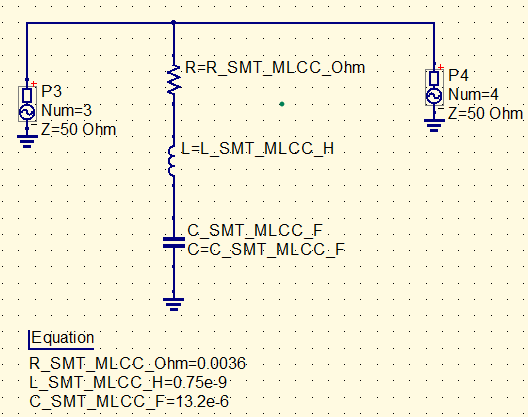 R=R_SMT_MLCC_Ohm
P3
Num=3
Z=50 Ohm
P4
Num=4
Z=50 Ohm
L=L_SMT_MLCC_H
C_SMT_MLCC_F
C=C_SMT_MLCC_F
Equation
R_SMT_MLCC_Ohm=0.0036
L_SMT_MLCC_H=0.75e-9
C_SMT_MLCC_F=13.2e-6